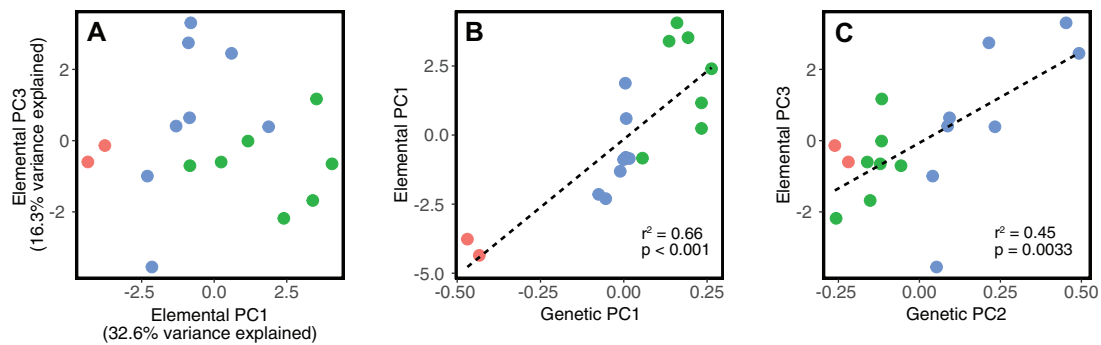 A
Elemental PC3
(16.3% variance explained)
2
0
-2
-2.5 0.0 2.5
Elemental PC1
(32.6% variance explained)
B
Elemental PC1
2.5
0.0
-2.5
-5.0
r² = 0.66
p < 0.001
-0.50 -0.25 0.00 0.25
Genetic PC1
C
Elemental PC3
2
0
-2
r² = 0.45
p = 0.0033
-0.25 0.00 0.25 0.50
Genetic PC2